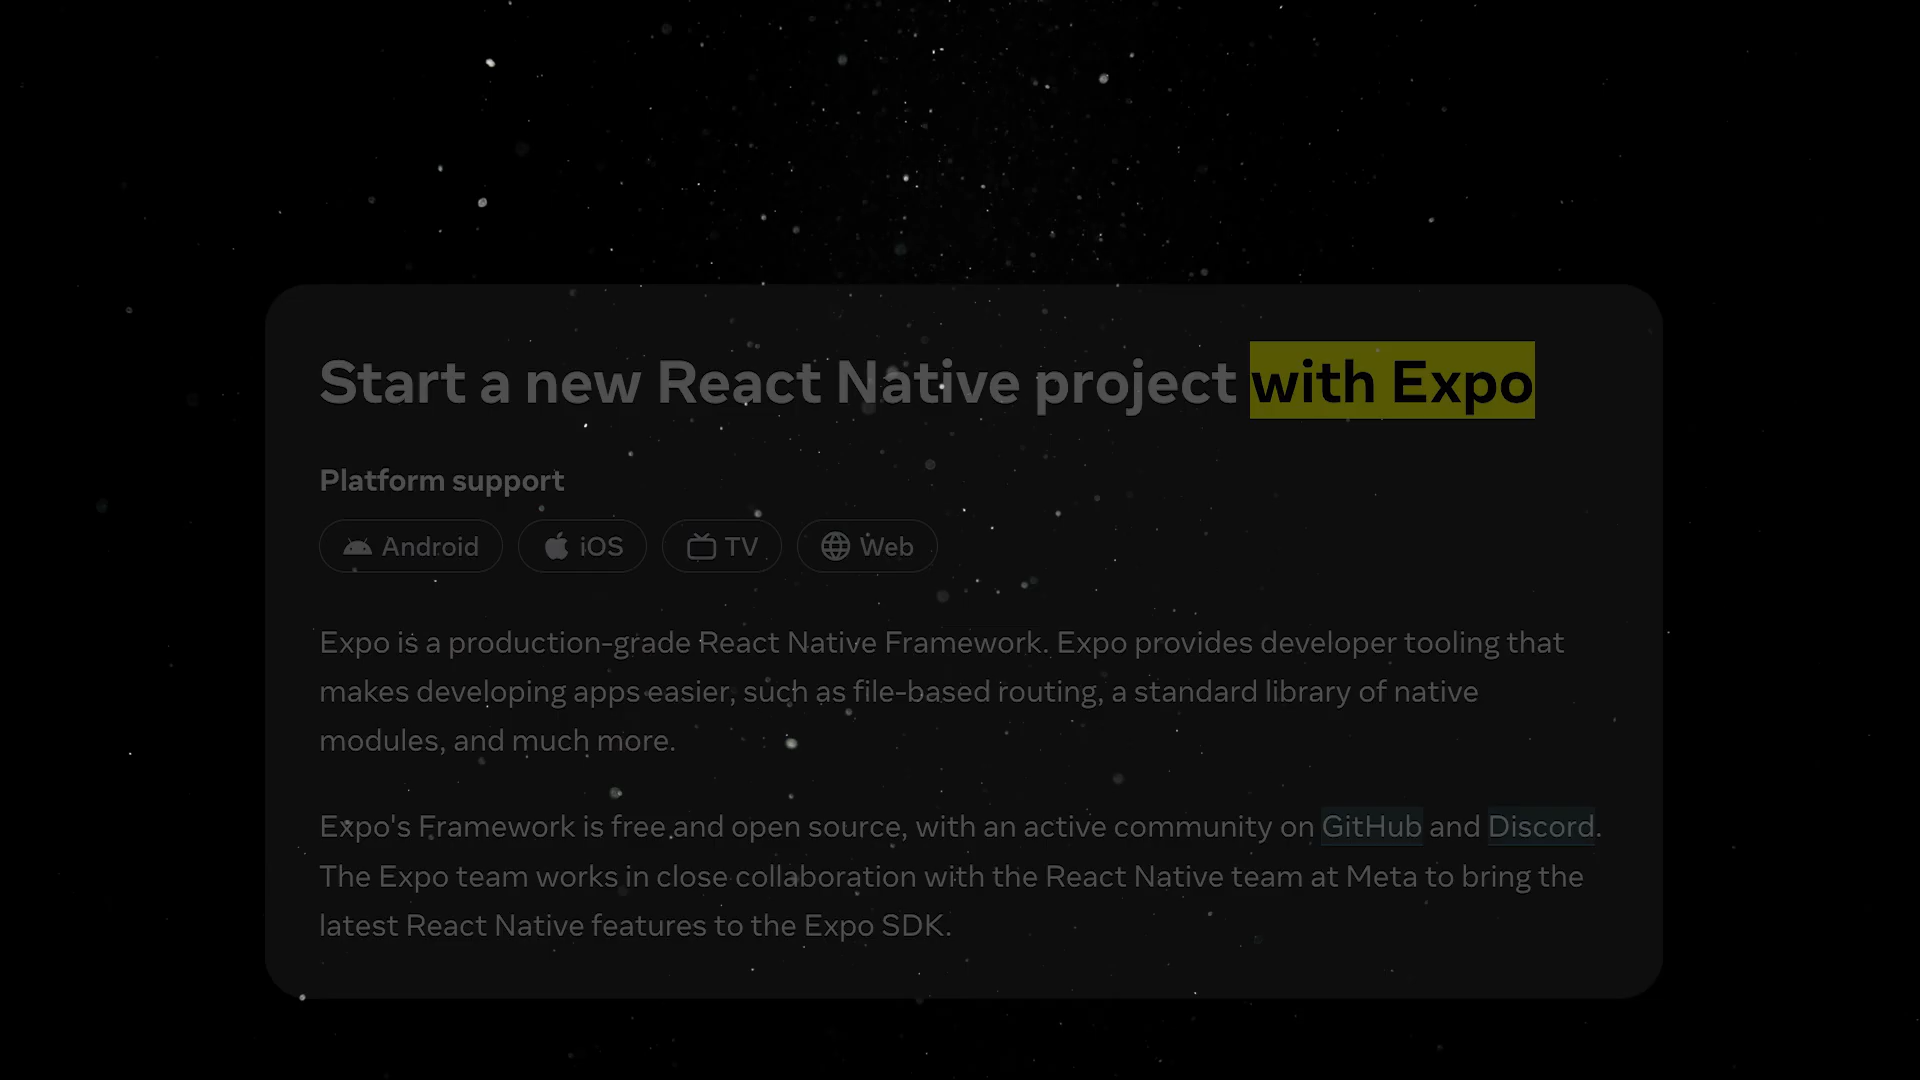 Start a new React Native project with Expo
Platform support
Android iOS TV Web
Expo is a production-grade React Native Framework. Expo provides developer tooling that
makes developing apps easier, such as file-based routing, a standard library of native
modules, and much more.
Expo's Framework is free and open source, with an active community on GitHub and Discord.
The Expo team works in close collaboration with the React Native team at Meta to bring the
latest React Native features to the Expo SDK.